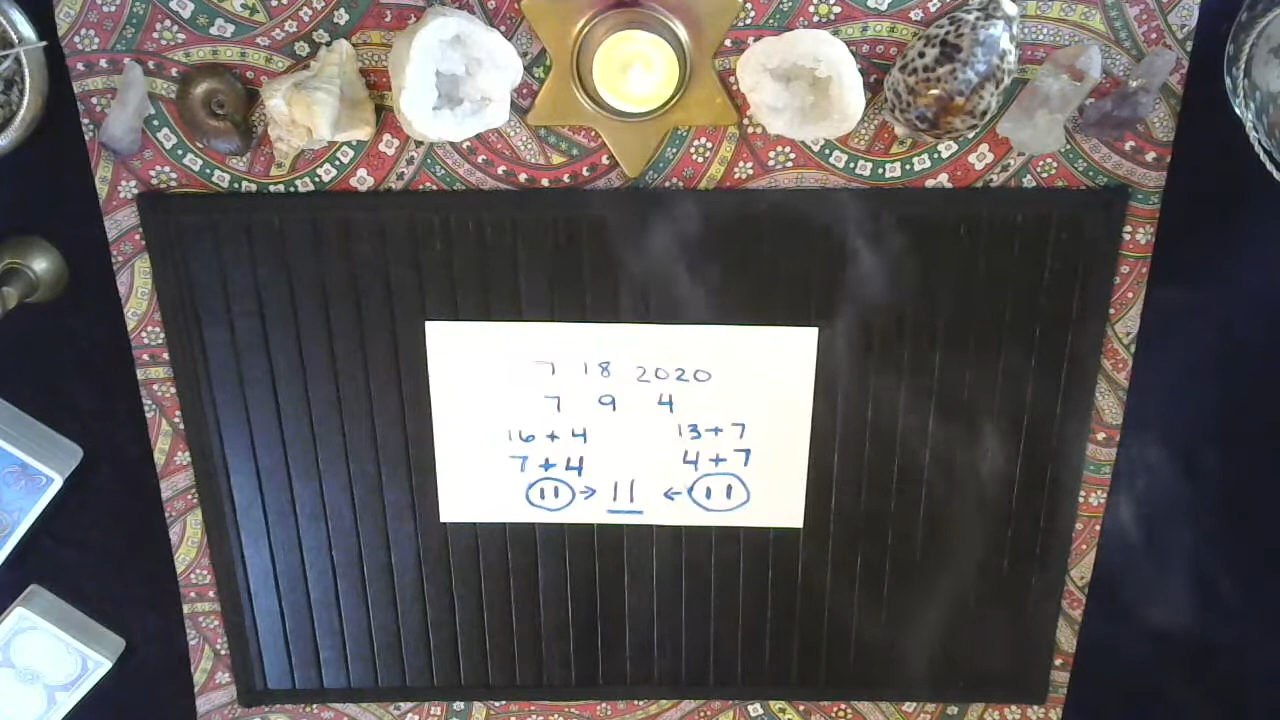 7 18 2020
7 9 4
16 + 4 13 + 7
7 + 4 4 + 7
11 → 11 ← 11